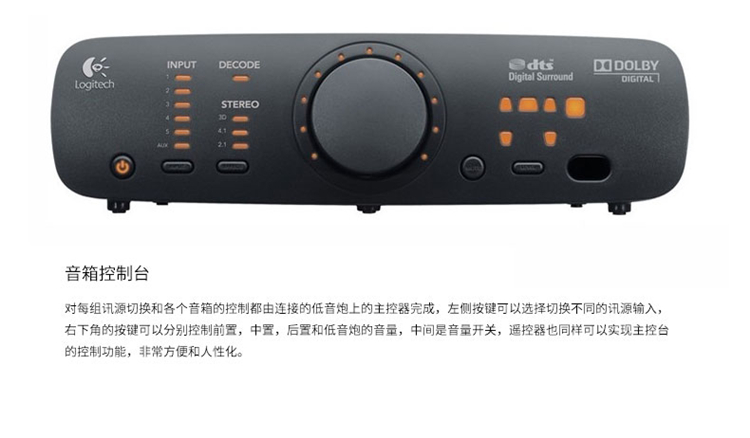 Logitech
INPUT
1
2
3
4
5
AUX
DECODE
STEREO
3D
4.1
2.1
dts
Digital Surround
DOLBY
DIGITAL
音箱控制台
对每组讯源切换和各个音箱的控制都由连接的低音炮上的主控器完成，左侧按键可以选择切换不同的讯源输入，
右下角的按键可以分别控制前置，中置，后置和低音炮的音量，中间是音量开关，遥控器也同样可以实现主控台
的控制功能，非常方便和人性化。